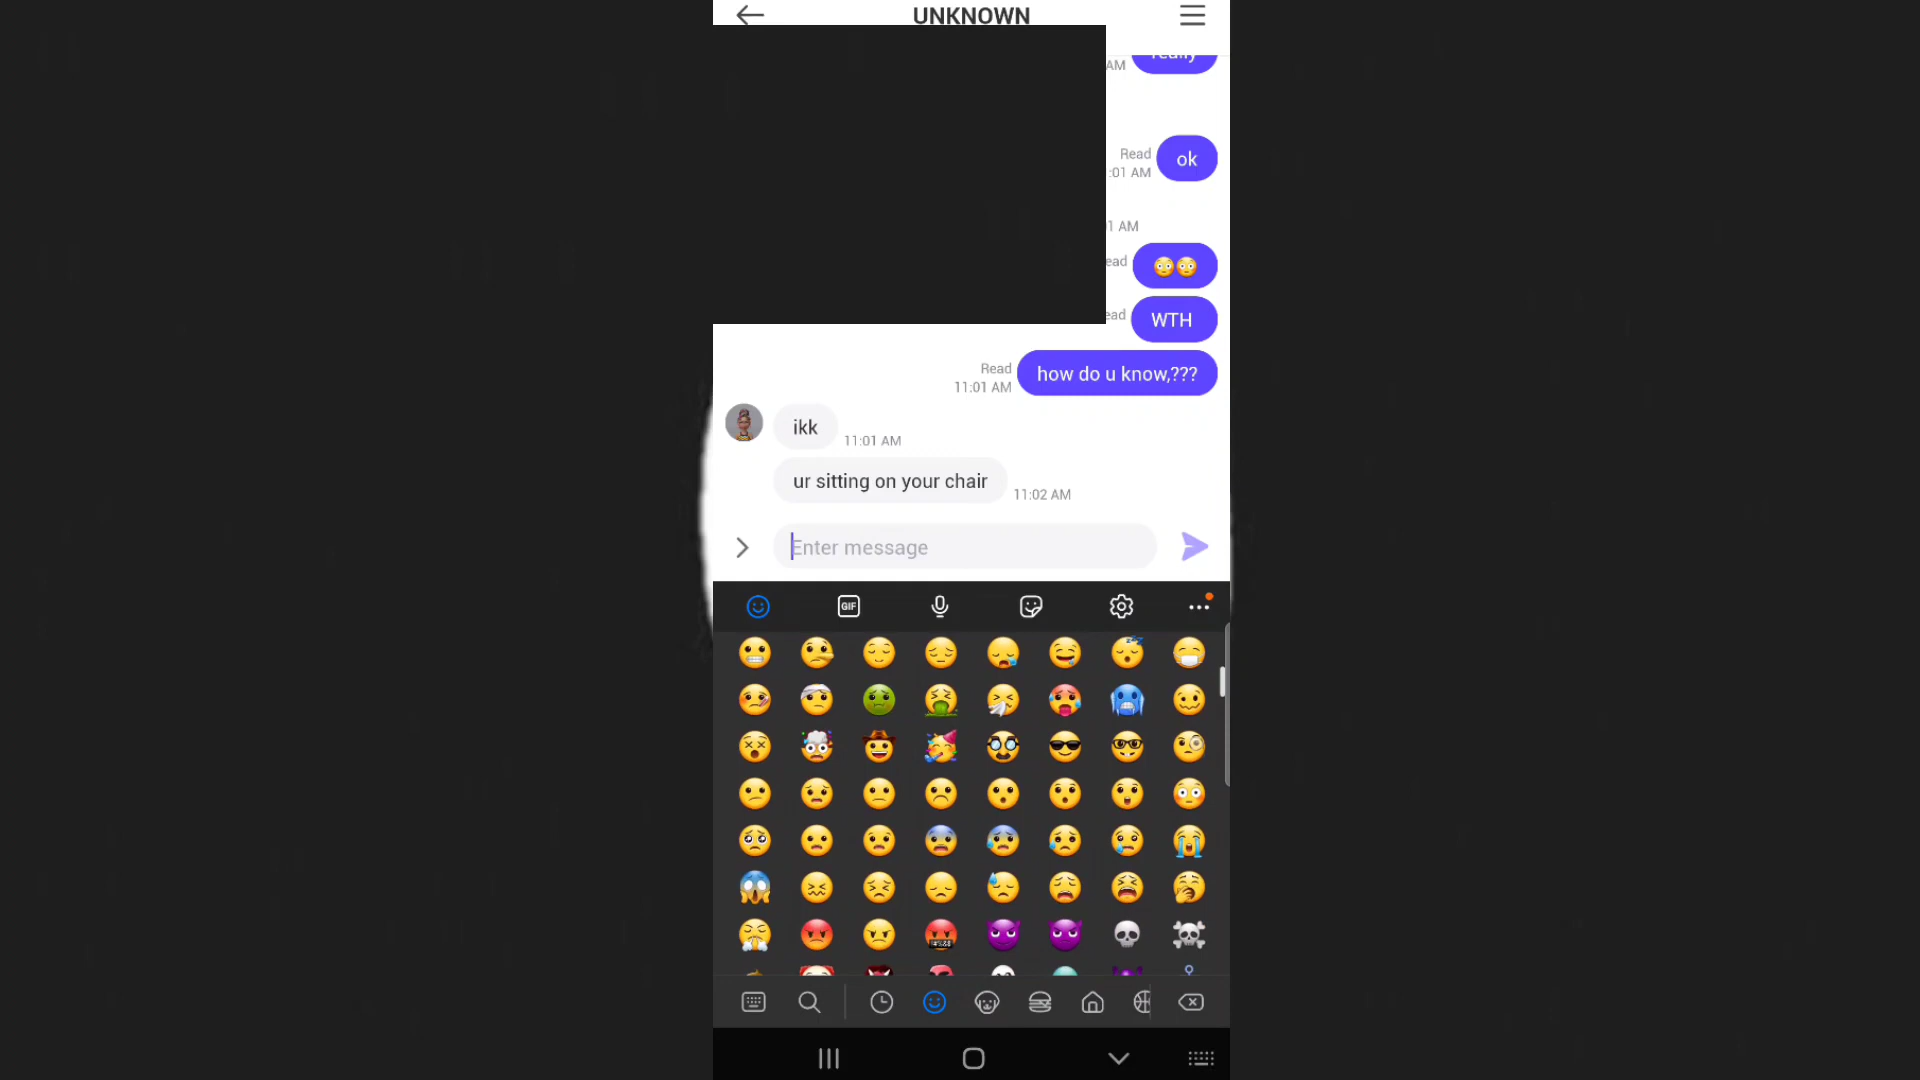 UNKNOWN
AM
Read
ok
:01 AM
AM
ead
ead
WTH
Read
how do u know,???
11:01 AM
ikk
11:01 AM
ur sitting on your chair
11:02 AM
Enter message
GIF